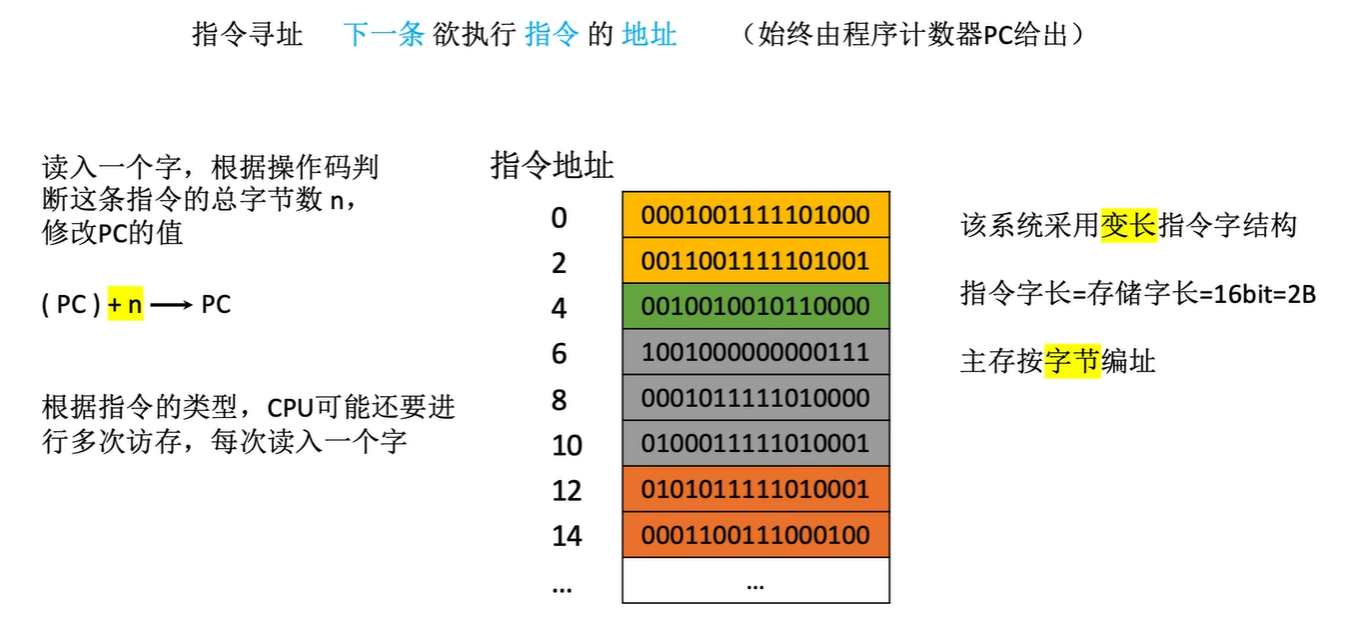 指令寻址 下一条 欲执行 指令 的 地址 （始终由程序计数器PC给出）
读入一个字，根据操作码判
断这条指令的总字节数 n，
修改PC的值
( PC ) + n → PC
根据指令的类型，CPU可能还要进
行多次访存，每次读入一个字
指令地址
0 0001001111101000
2 0011001111101001
4 0010010010110000
6 1001000000000111
8 0001011111010000
10 0100011111010001
12 0101011111010001
14 0001100111000100
... ...
该系统采用变长指令字结构
指令字长=存储字长=16bit=2B
主存按字节编址